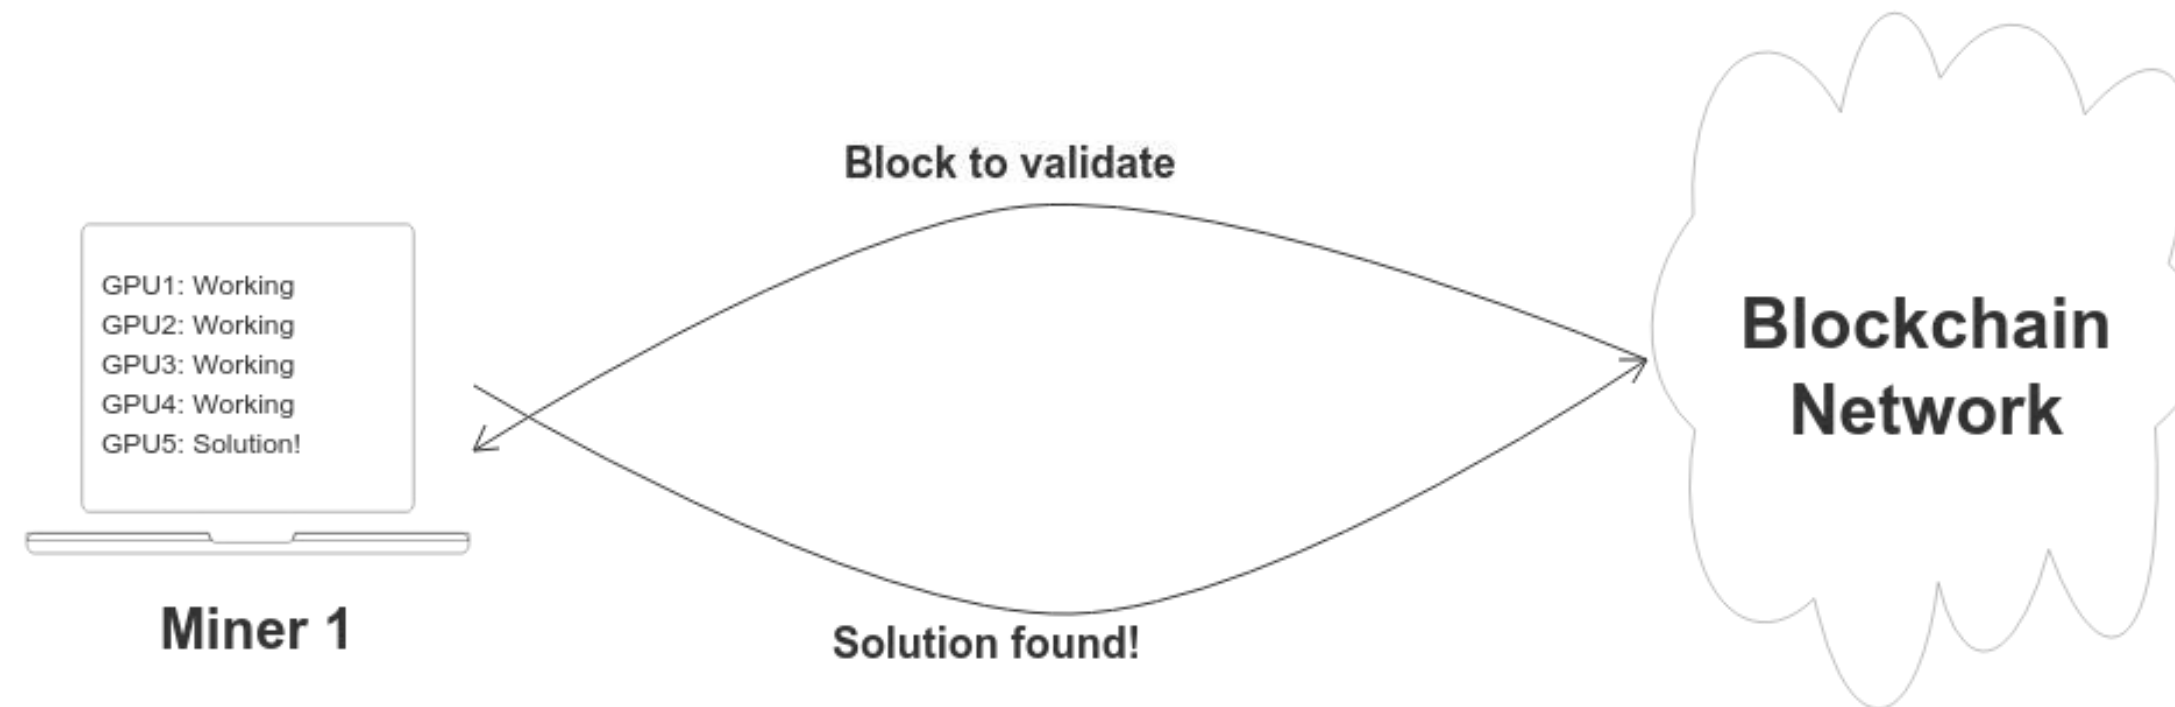 Block to validate
GPU1: Working
GPU2: Working
GPU3: Working
GPU4: Working
GPU5: Solution!
Miner 1
Solution found!
Blockchain
Network